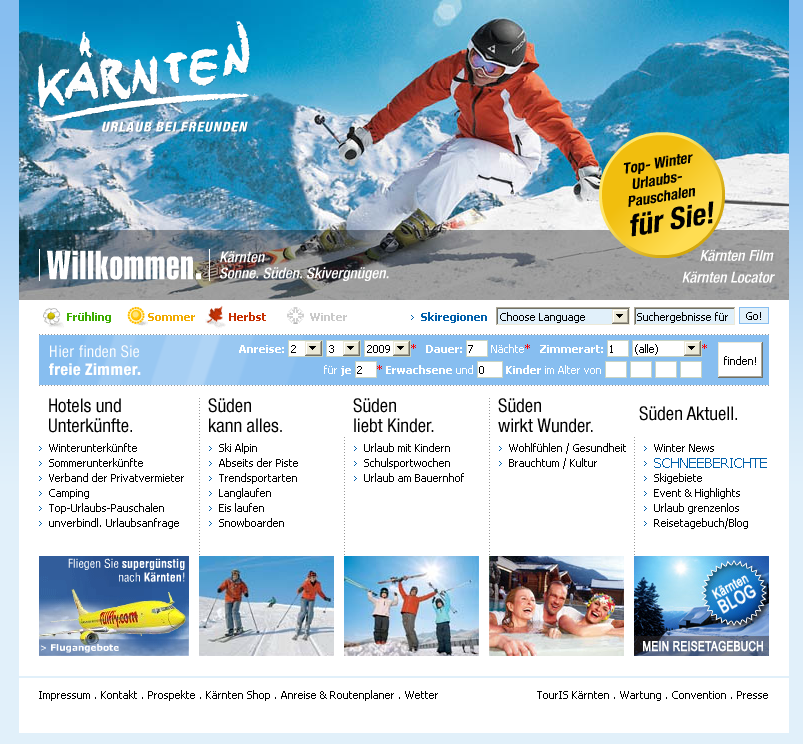 KÄRNTEN
URLAUB BEI FREUNDEN
Top- Winter
Urlaubs-
Pauschalen
für Sie!
Willkommen.
Kärnten-
Sonne. Süden. Skivergnügen.
Kärnten Film
Kärnten Locator
Frühling
Sommer
Herbst
Winter
Skiregionen
Choose Language
Suchergebnisse für
Go!
Hier finden Sie
freie Zimmer.
Anreise: 2 3 2009 * Dauer: 7 Nächte* Zimmerart: 1 (alle) *
für je 2 * Erwachsene und 0 Kinder im Alter von
finden!
Hotels und
Unterkünfte.
Winterunterkünfte
Sommerunterkünfte
Verband der Privatvermieter
Camping
Top-Urlaubs-Pauschalen
unverbindl. Urlaubsanfrage
Süden
kann alles.
Ski Alpin
Abseits der Piste
Trendsportarten
Langlaufen
Eis laufen
Snowboarden
Süden
liebt Kinder.
Urlaub mit Kindern
Schulsportwochen
Urlaub am Bauernhof
Süden
wirkt Wunder.
Wohlfühlen / Gesundheit
Brauchtum / Kultur
Süden Aktuell.
Winter News
SCHNEEBERICHTE
Skigebiete
Event & Highlights
Urlaub grenzenlos
Reisetagebuch/Blog
Fliegen Sie supergünstig
nach Kärnten!
tuifly.com
> Flugangebote
Kärnten
BLOG
MEIN REISETAGEBUCH
Impressum . Kontakt . Prospekte . Kärnten Shop . Anreise & Routenplaner . Wetter
TourIS Kärnten . Wartung . Convention . Presse